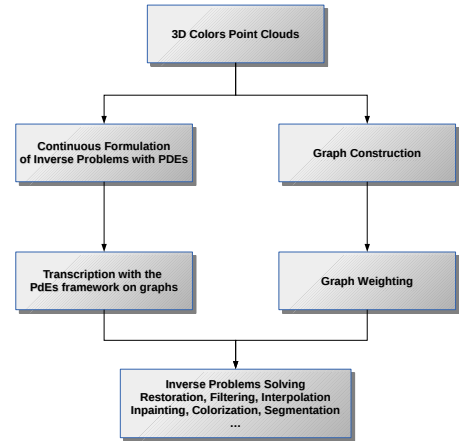 3D Colors Point Clouds
Continuous Formulation
of Inverse Problems with PDEs
Graph Construction
Transcription with the
PdEs framework on graphs
Graph Weighting
Inverse Problems Solving
Restoration, Filtering, Interpolation
Inpainting, Colorization, Segmentation
...